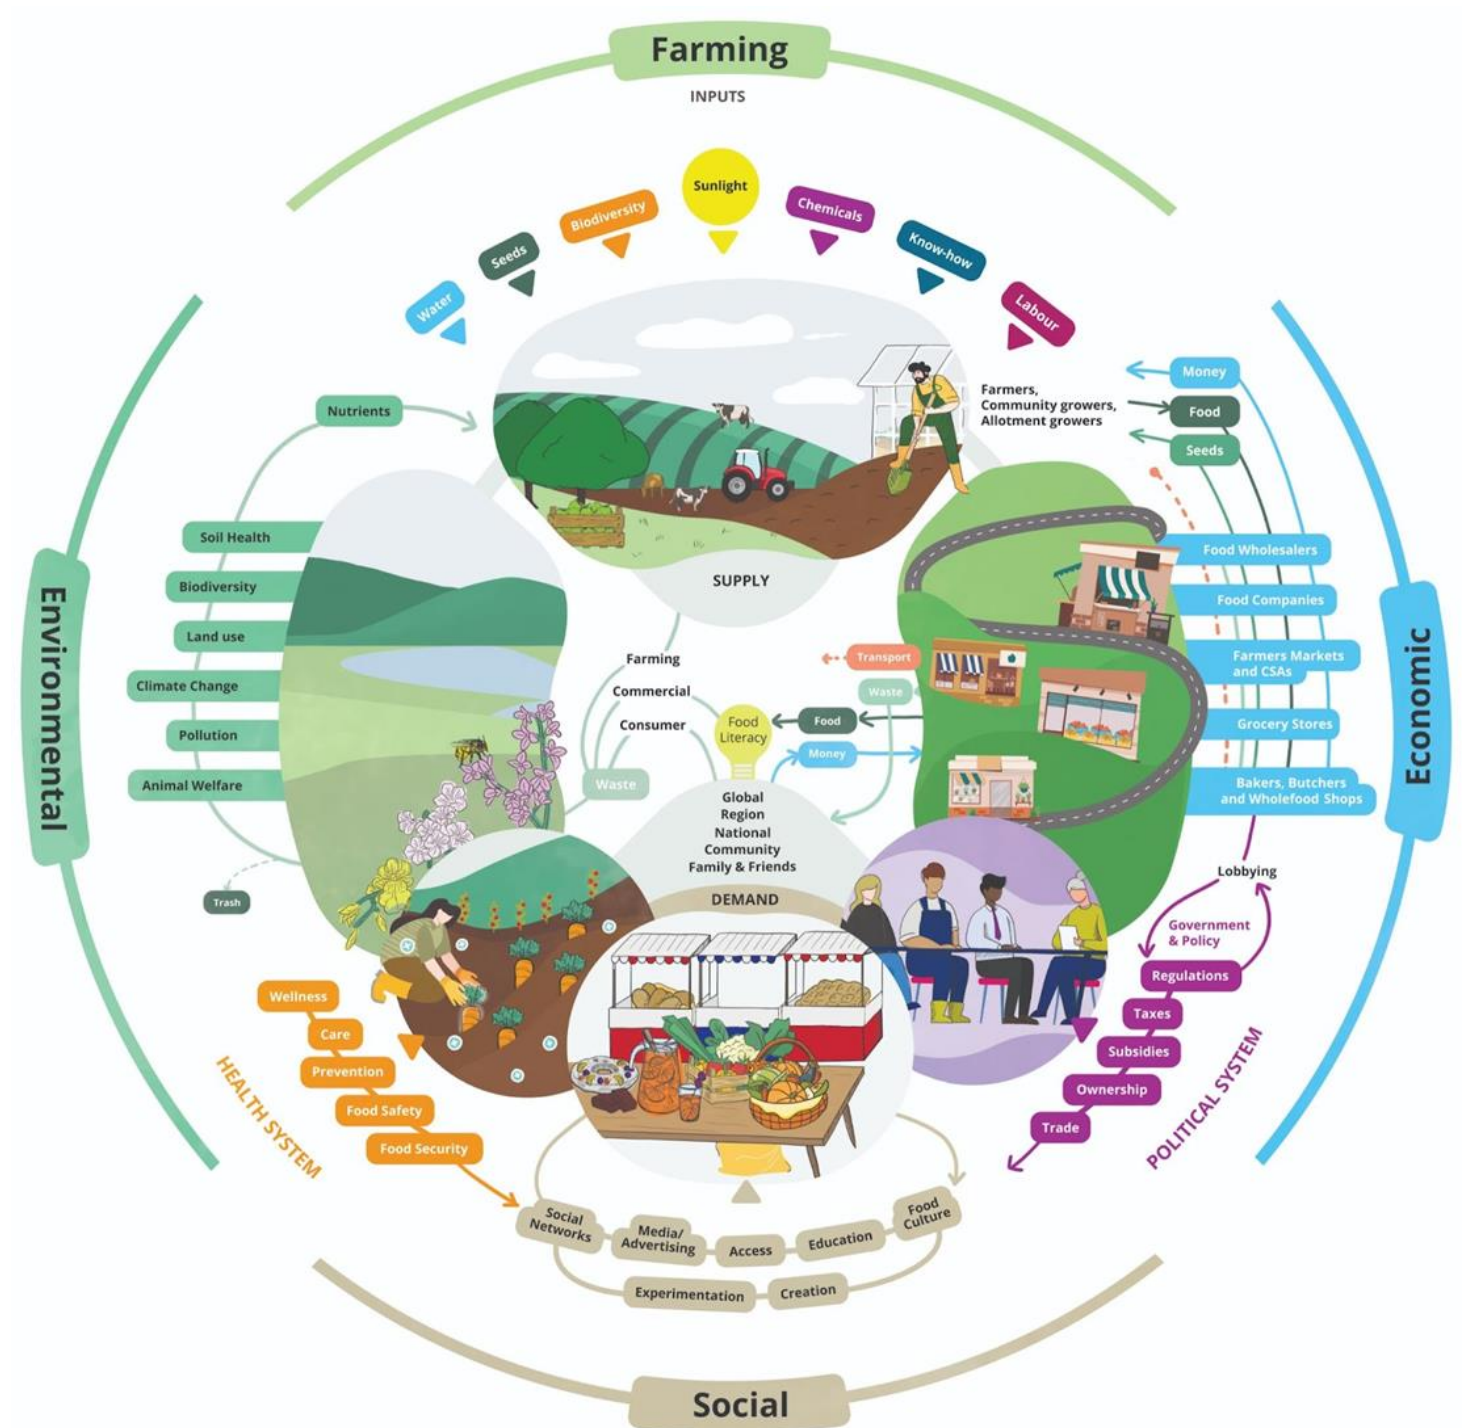 Farming
INPUTS
Sunlight
Biodiversity
Chemicals
Seeds
Know-how
Water
Labour
Nutrients
Farmers,
Community growers,
Allotment growers
Money
Food
Seeds
Environmental
Soil Health
Biodiversity
Land use
Climate Change
Pollution
Animal Welfare
Trash
SUPPLY
Farming
Commercial
Consumer
Waste
Food
Literacy
Transport
Waste
Food
Money
Food Wholesalers
Food Companies
Farmers Markets
and CSAs
Grocery Stores
Bakers, Butchers
and Wholefood Shops
Economic
Global
Region
National
Community
Family & Friends
DEMAND
Lobbying
Government
& Policy
Regulations
Taxes
Subsidies
Ownership
Trade
POLITICAL SYSTEM
Wellness
Care
Prevention
Food Safety
Food Security
HEALTH SYSTEM
Social
Networks
Media/
Advertising
Access
Education
Food
Culture
Experimentation
Creation
Social